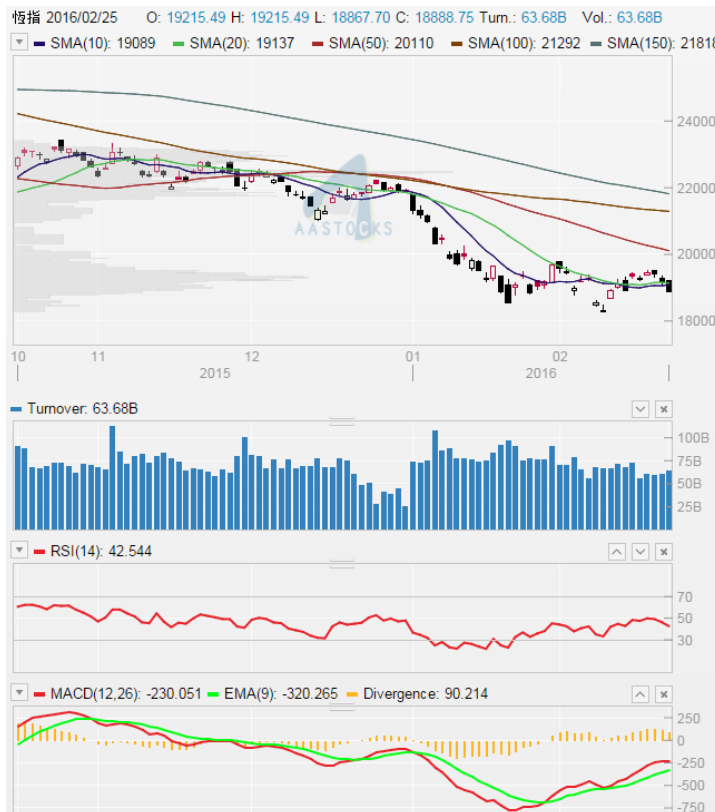 恆指 2016/02/25 O: 19215.49 H: 19215.49 L: 18867.70 C: 18888.75 Turn.: 63.68B Vol.: 63.68B
SMA(10): 19089 SMA(20): 19137 SMA(50): 20110 SMA(100): 21292 SMA(150): 21818
24000
22000
AASTOCKS
20000
18000
10 11 12 01 02
2015 2016
Turnover: 63.68B
100B
75B
50B
25B
RSI(14): 42.544
70
50
30
MACD(12,26): -230.051 EMA(9): -320.265 Divergence: 90.214
250
0
-250
-500
-750